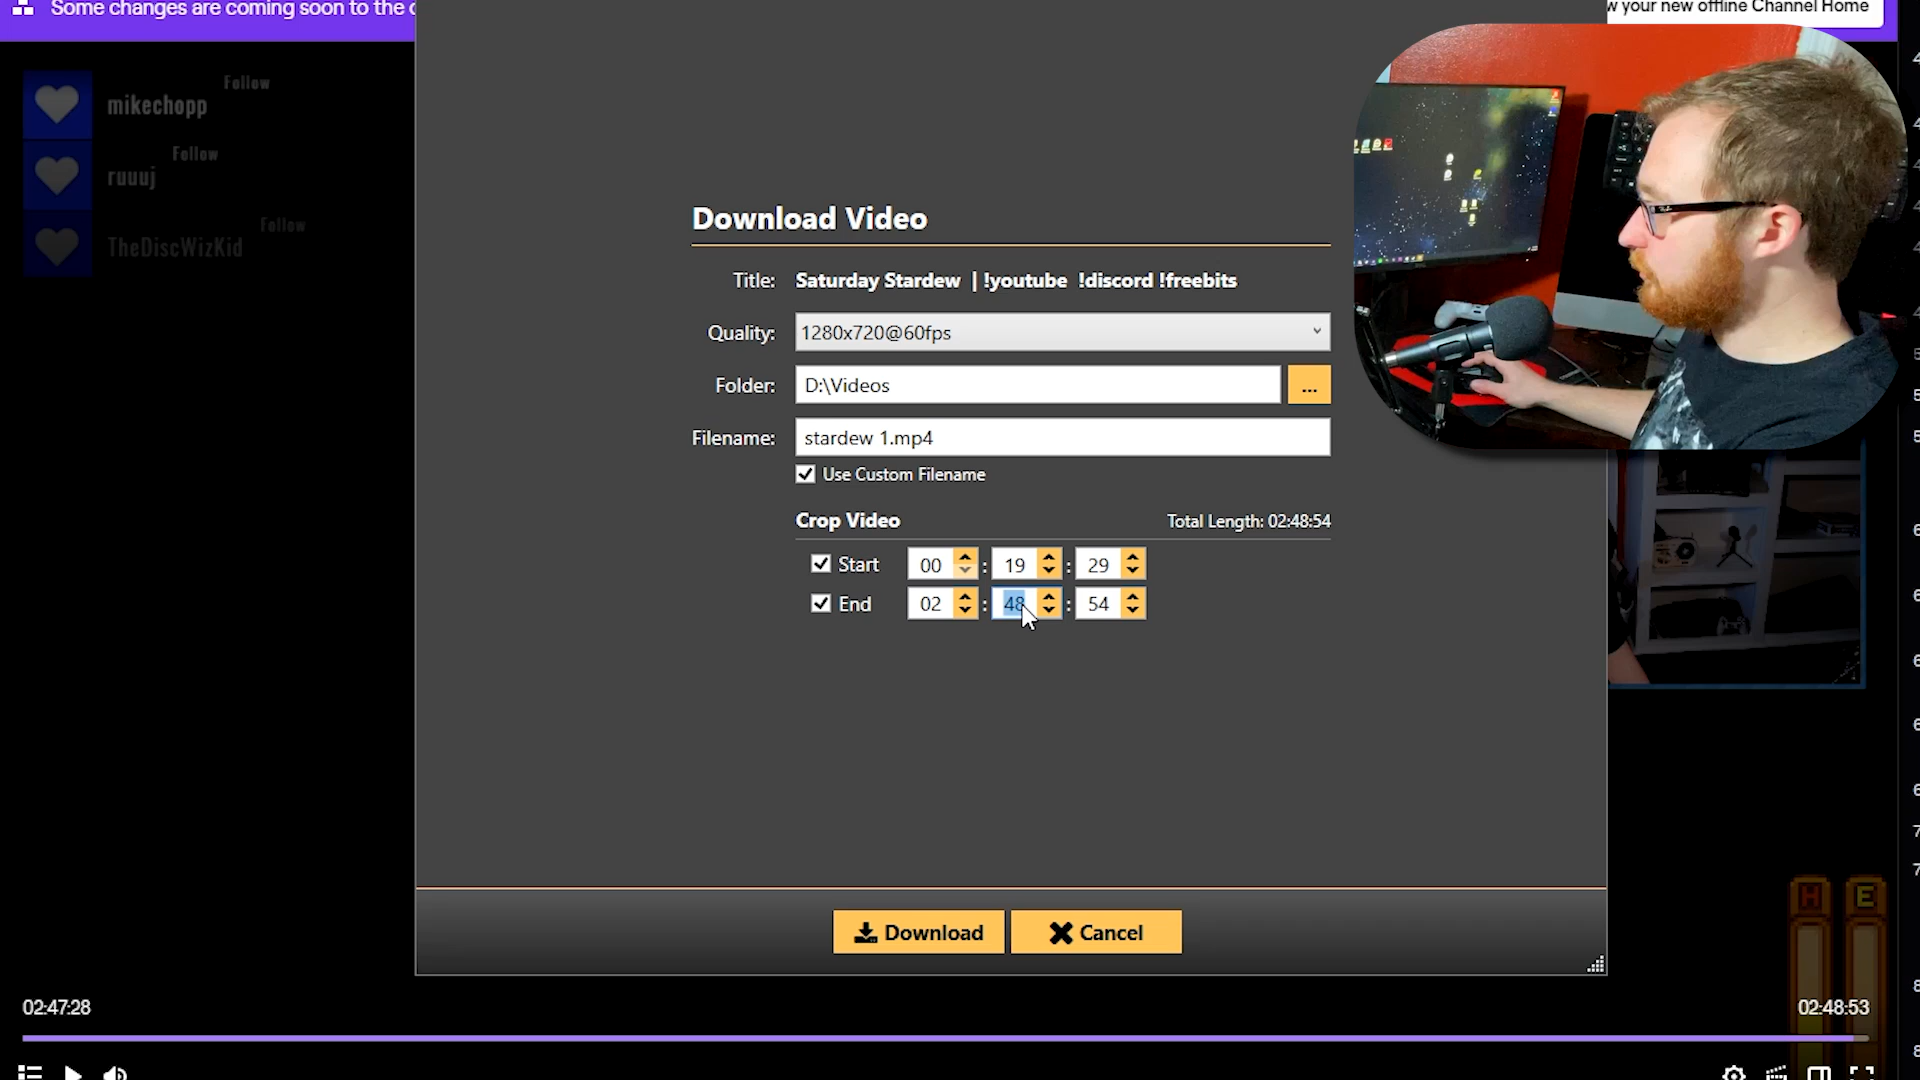 Some changes are coming soon to the c
w your new offline Channel Home
mikechopp
Follow
ruuuj
Follow
TheDiscWizKid
Follow
Download Video
Title: Saturday Stardew | !youtube !discord !freebits
Quality: 1280x720@60fps
Folder: D:\Videos ...
Filename: stardew 1.mp4
Use Custom Filename
Crop Video Total Length: 02:48:54
Start 00 : 19 : 29
End 02 : 48 : 54
Download Cancel
H E
02:47:28 02:48:53